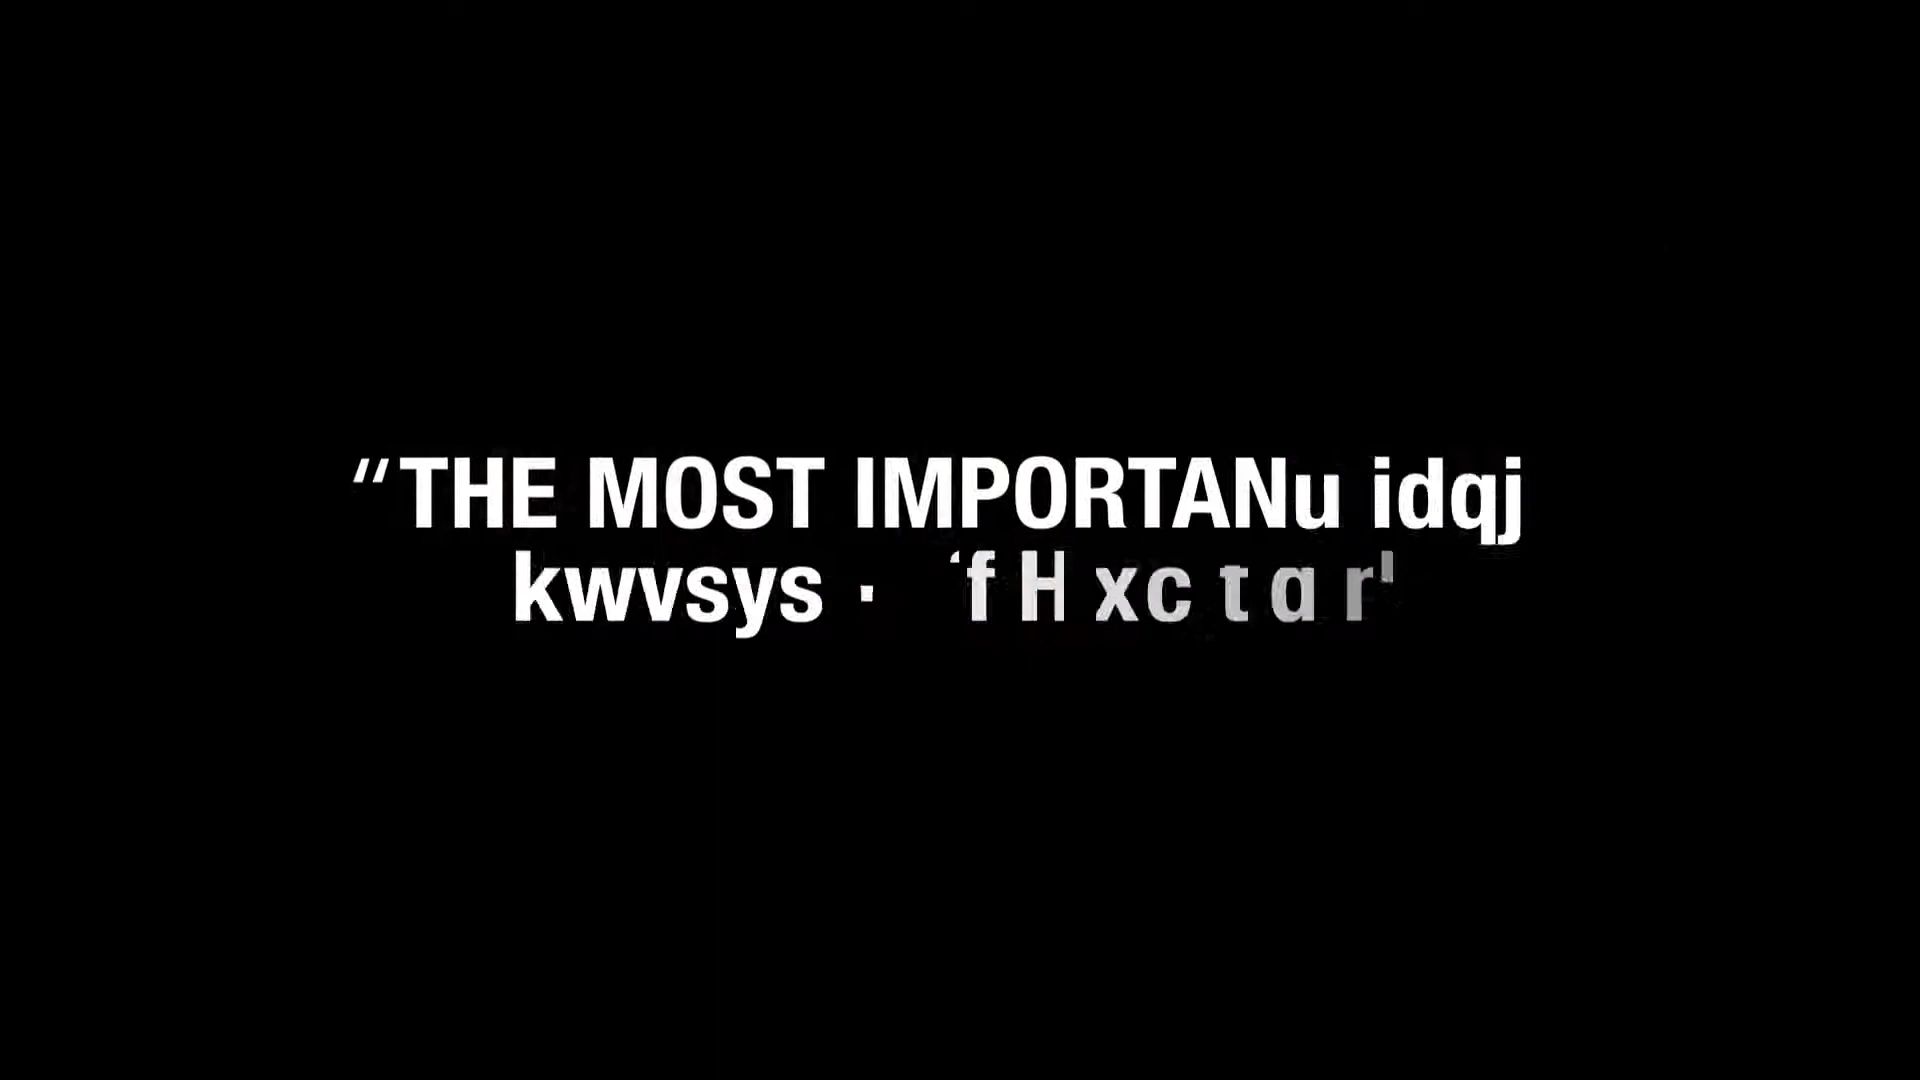 “THE MOST IMPORTANu idqj
kwvsys · ‘f H xc t a r'